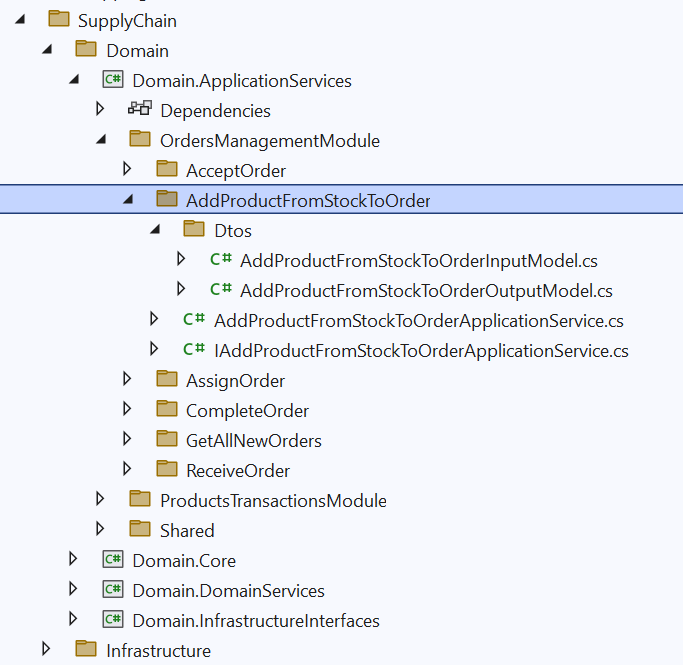 SupplyChain
Domain
C# Domain.ApplicationServices
Dependencies
OrdersManagementModule
AcceptOrder
AddProductFromStockToOrder
Dtos
C# AddProductFromStockToOrderInputModel.cs
C# AddProductFromStockToOrderOutputModel.cs
C# AddProductFromStockToOrderApplicationService.cs
C# IAddProductFromStockToOrderApplicationService.cs
AssignOrder
CompleteOrder
GetAllNewOrders
ReceiveOrder
ProductsTransactionsModule
Shared
C# Domain.Core
C# Domain.DomainServices
C# Domain.InfrastructureInterfaces
Infrastructure